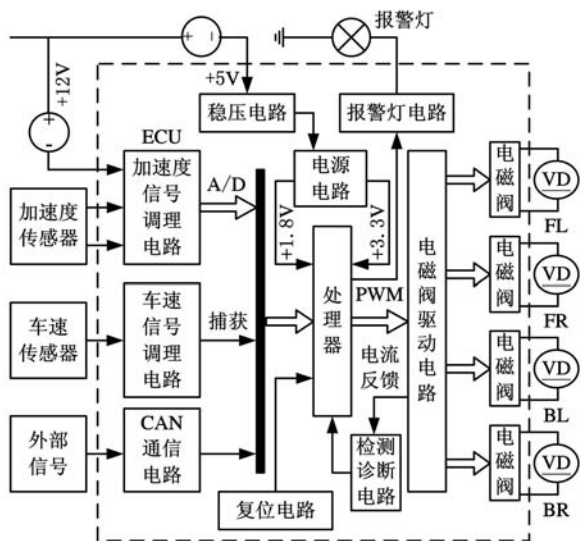 报警灯
+12V
+5V
稳压电路
报警灯电路
ECU
加速度
信号
调理
电路
A/D
电源
电路
+1.8V
+3.3V
加速度
传感器
车速
传感器
车速
信号
调理
电路
捕获
处
理
器
PWM
电流
反馈
电
磁
阀
驱
动
电
路
外部
信号
CAN
通信
电路
复位电路
检测
诊断
电路
电
磁
阀
VD
FL
电
磁
阀
VD
FR
电
磁
阀
VD
BL
电
磁
阀
VD
BR